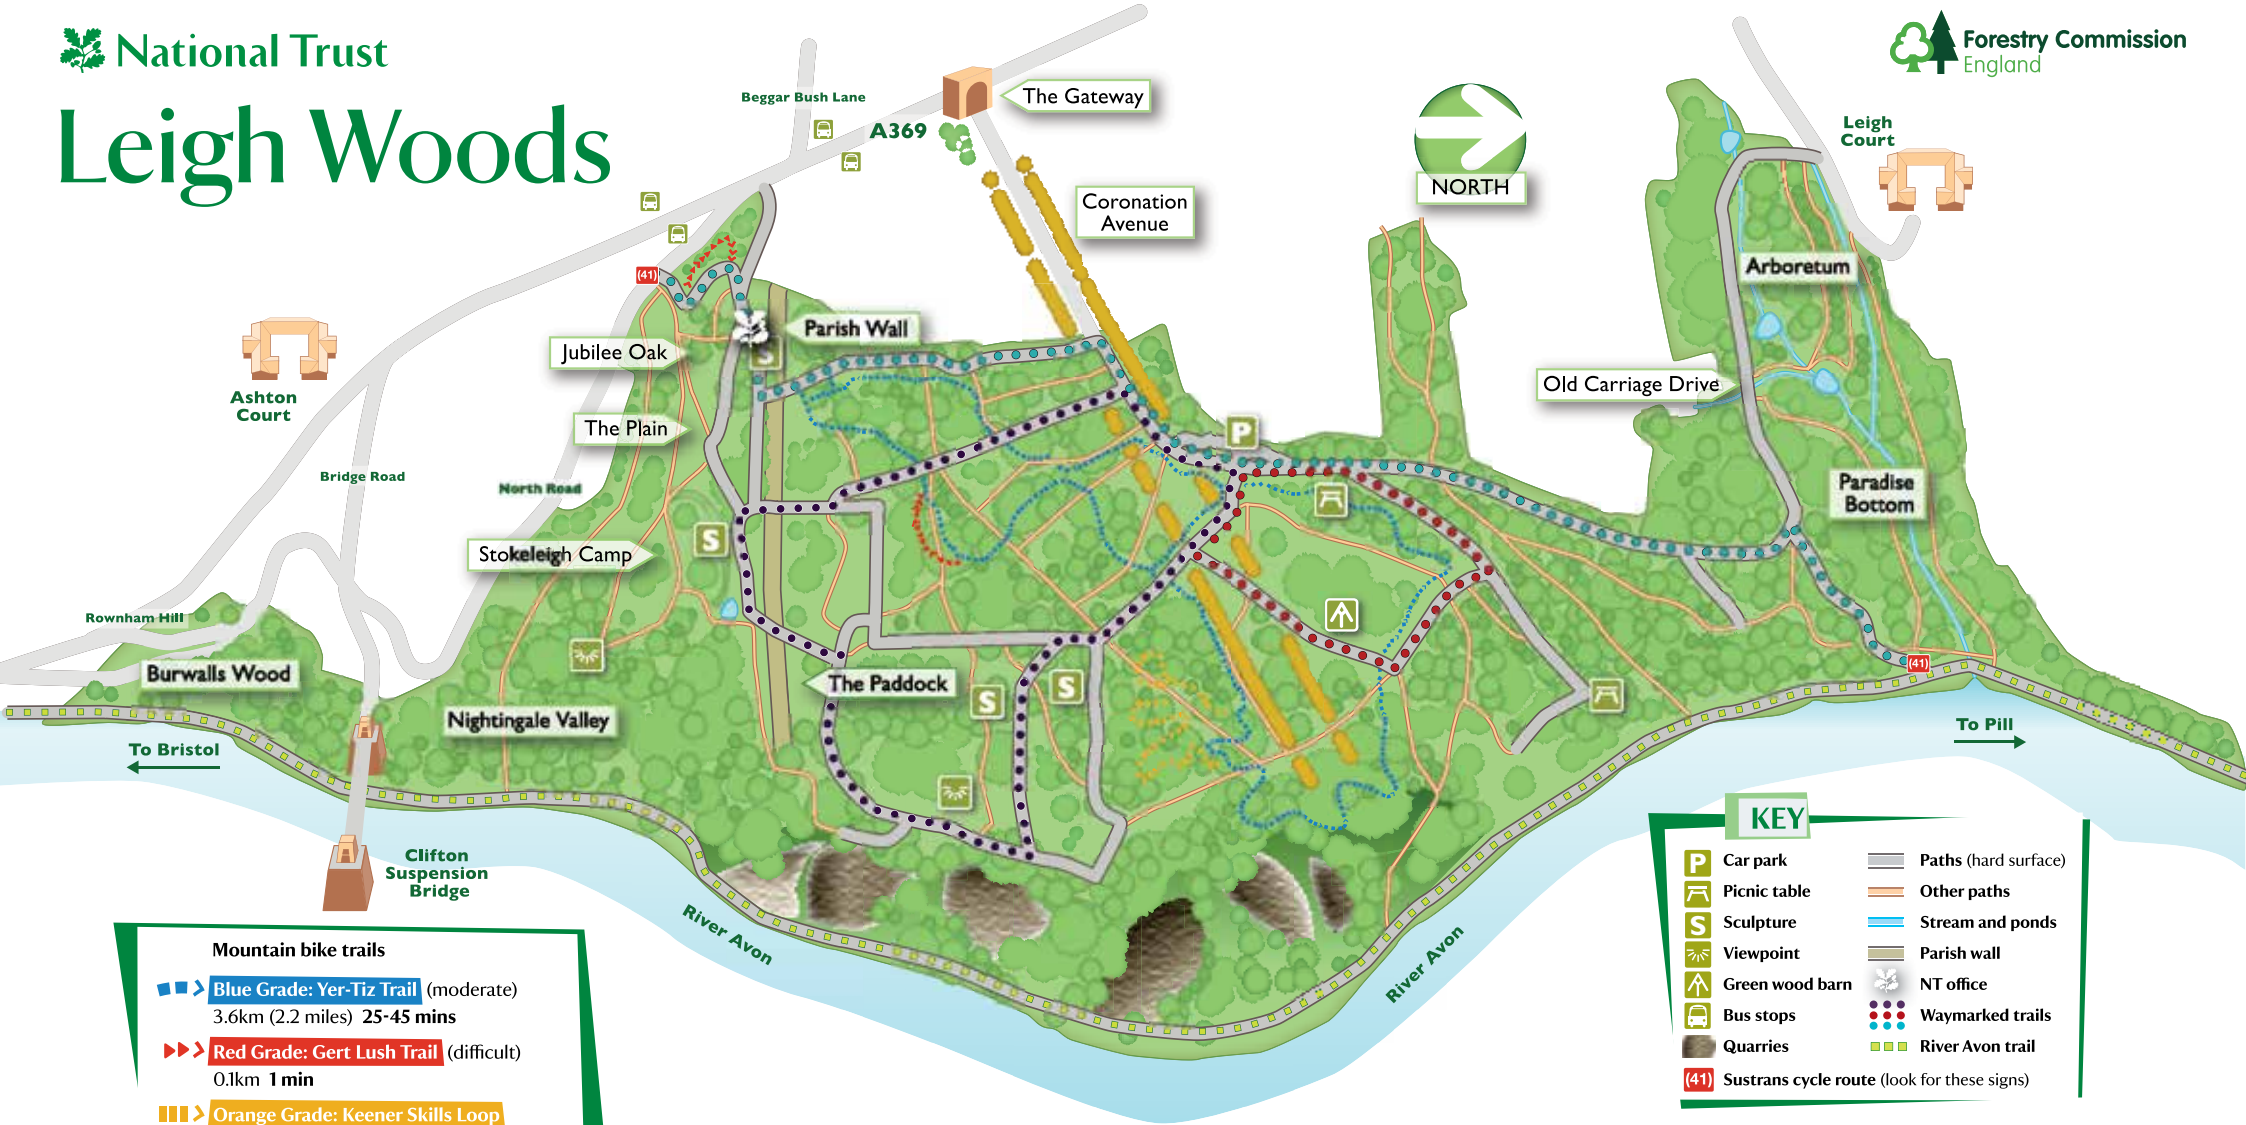 National Trust
Leigh Woods
Forestry Commission
England
Beggar Bush Lane
A369
The Gateway
Coronation
Avenue
NORTH
Leigh
Court
(41)
Parish Wall
Jubilee Oak
S
The Plain
Ashton
Court
Bridge Road
North Road
Stokeleigh Camp
S
P
Arboretum
Old Carriage Drive
Paradise
Bottom
Rownham Hill
Burwalls Wood
Nightingale Valley
The Paddock
S
S
(41)
To Bristol
To Pill
Clifton
Suspension
Bridge
River Avon
River Avon
Mountain bike trails
Blue Grade: Yer-Tiz Trail (moderate)
3.6km (2.2 miles) 25-45 mins
Red Grade: Gert Lush Trail (difficult)
0.1km 1 min
Orange Grade: Keener Skills Loop
KEY
P Car park
Picnic table
S Sculpture
Viewpoint
Green wood barn
Bus stops
Quarries
(41) Sustrans cycle route (look for these signs)
Paths (hard surface)
Other paths
Stream and ponds
Parish wall
NT office
Waymarked trails
River Avon trail